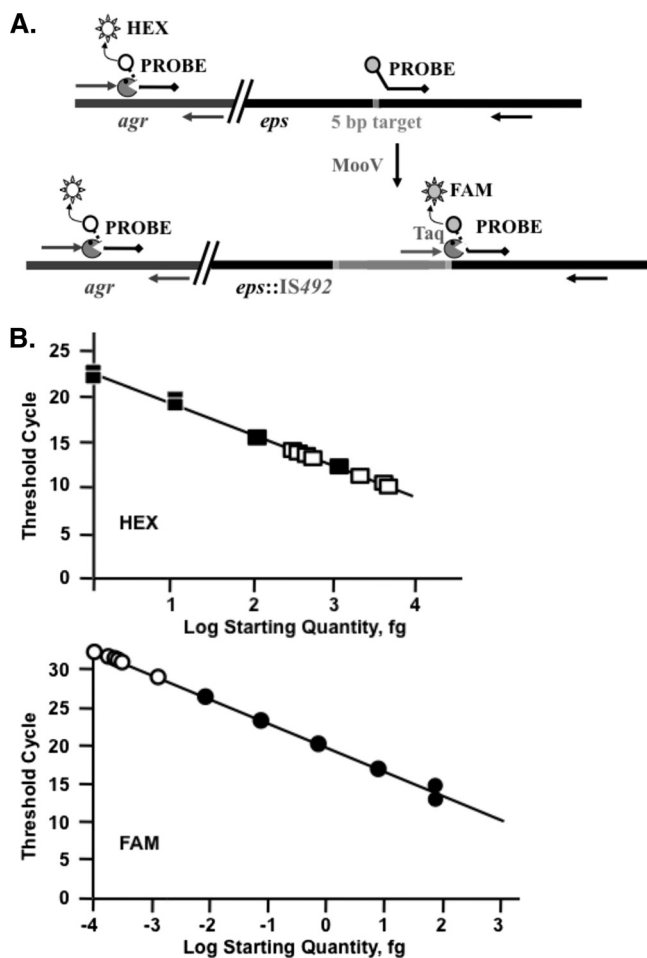 A.
HEX
PROBE
PROBE
agr
eps
5 bp target
MooV
FAM
PROBE
Taq
PROBE
agr
eps::IS492
B.
25
20
15
10
5
0
Threshold Cycle
HEX
1
2
3
4
Log Starting Quantity, fg
30
25
20
15
10
5
0
Threshold Cycle
FAM
-4
-3
-2
-1
0
1
2
3
Log Starting Quantity, fg